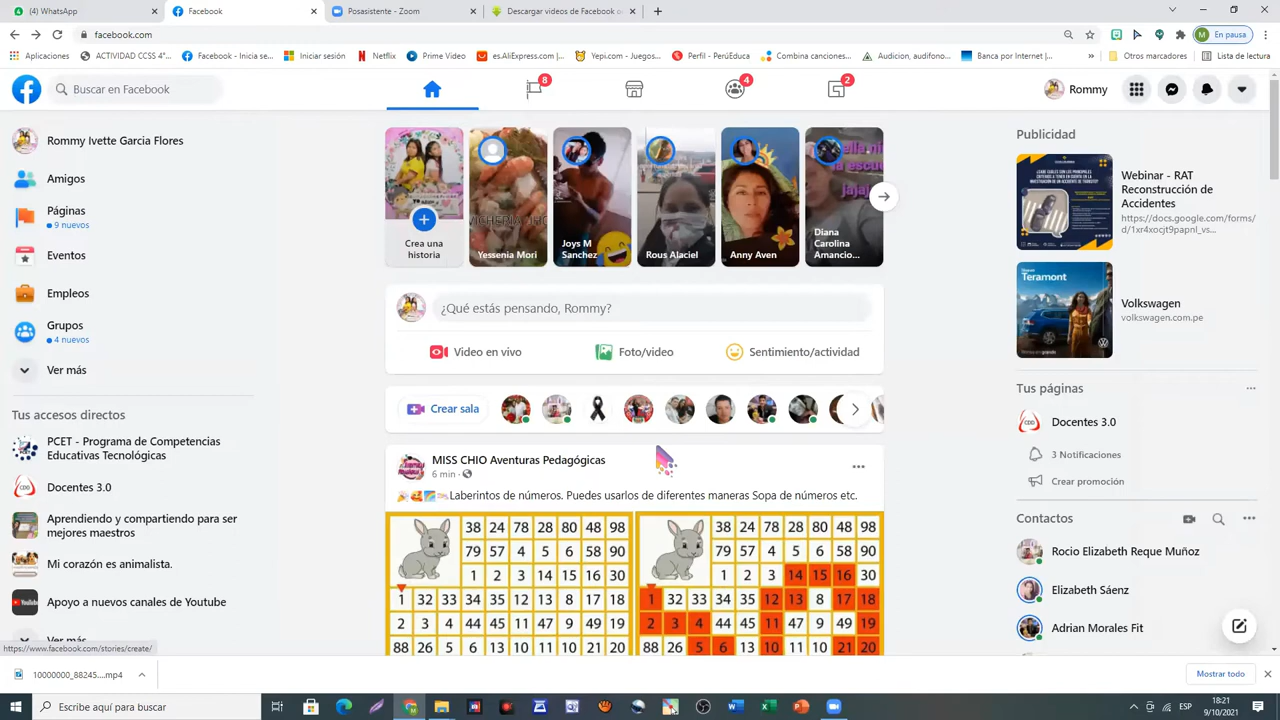 (4) WhatsApp
Facebook
Posasistente - Zoom
Descargar videos de Facebook o
facebook.com
En pausa
Aplicaciones
ACTIVIDAD CCSS 4°...
Facebook - Inicia se...
Iniciar sesión
Netflix
Prime Video
es.AliExpress.com |...
Yepi.com - Juegos...
Perfil - PerúEduca
Combina canciones...
Audicion, audifono...
Banca por Internet |...
Otros marcadores
Lista de lectura
Buscar en Facebook
8
4
2
Rommy
Rommy Ivette Garcia Flores
Amigos
Páginas
9 nuevos
Eventos
Empleos
Grupos
4 nuevos
Ver más
Tus accesos directos
PCET - Programa de Competencias
Educativas Tecnológicas
Docentes 3.0
Aprendiendo y compartiendo para ser
mejores maestros
Mi corazón es animalista.
Apoyo a nuevos canales de Youtube
Ver más
https://www.facebook.com/stories/create/
Crea una
historia
Yessenia Mori
Joys M
Sanchez
Rous Alaciel
Anny Aven
Diana
Carolina
Amancio...
¿Qué estás pensando, Rommy?
Video en vivo
Foto/video
Sentimiento/actividad
Crear sala
MISS CHIO Aventuras Pedagógicas
6 min
Laberintos de números. Puedes usarlos de diferentes maneras Sopa de números etc.
38 24 78 28 80 48 98
79 57 4 5 6 58 90
1 2 3 14 15 16 30
1 32 33 34 35 12 13 8 17 18
2 3 4 44 45 11 47 9 49 19
88 26 5 6 13 10 11 10 21 20
38 24 78 28 80 48 98
79 57 4 5 6 58 90
1 2 3 14 15 16 30
1 32 33 34 35 12 13 8 17 18
2 3 4 44 45 11 47 9 49 19
88 26 5 6 13 10 11 10 21 20
Publicidad
Webinar - RAT
Reconstrucción de
Accidentes
https://docs.google.com/forms/
d/1xr4xocjt9papnl_vs...
Nuevo
Teramont
Volkswagen
volkswagen.com.pe
Tus páginas
Docentes 3.0
3 Notificaciones
Crear promoción
Contactos
Rocio Elizabeth Reque Muñoz
Elizabeth Sáenz
Adrian Morales Fit
10000000_88245....mp4
Mostrar todo
Escribe aquí para buscar
ESP
18:21
9/10/2021